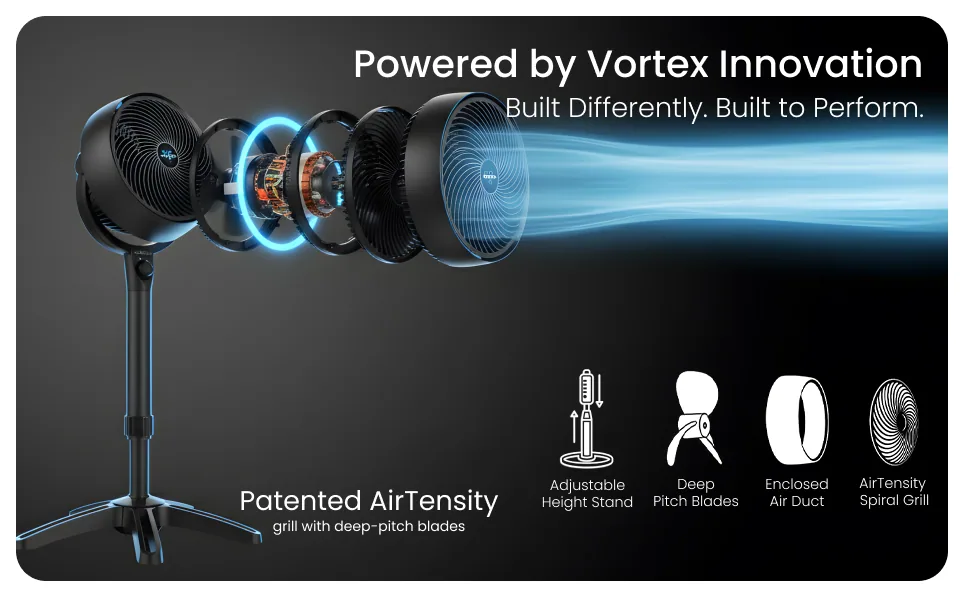 Powered by Vortex Innovation
Built Differently. Built to Perform.
Patented AirTensity
grill with deep-pitch blades
Adjustable
Height Stand
Deep
Pitch Blades
Enclosed
Air Duct
AirTensity
Spiral Grill